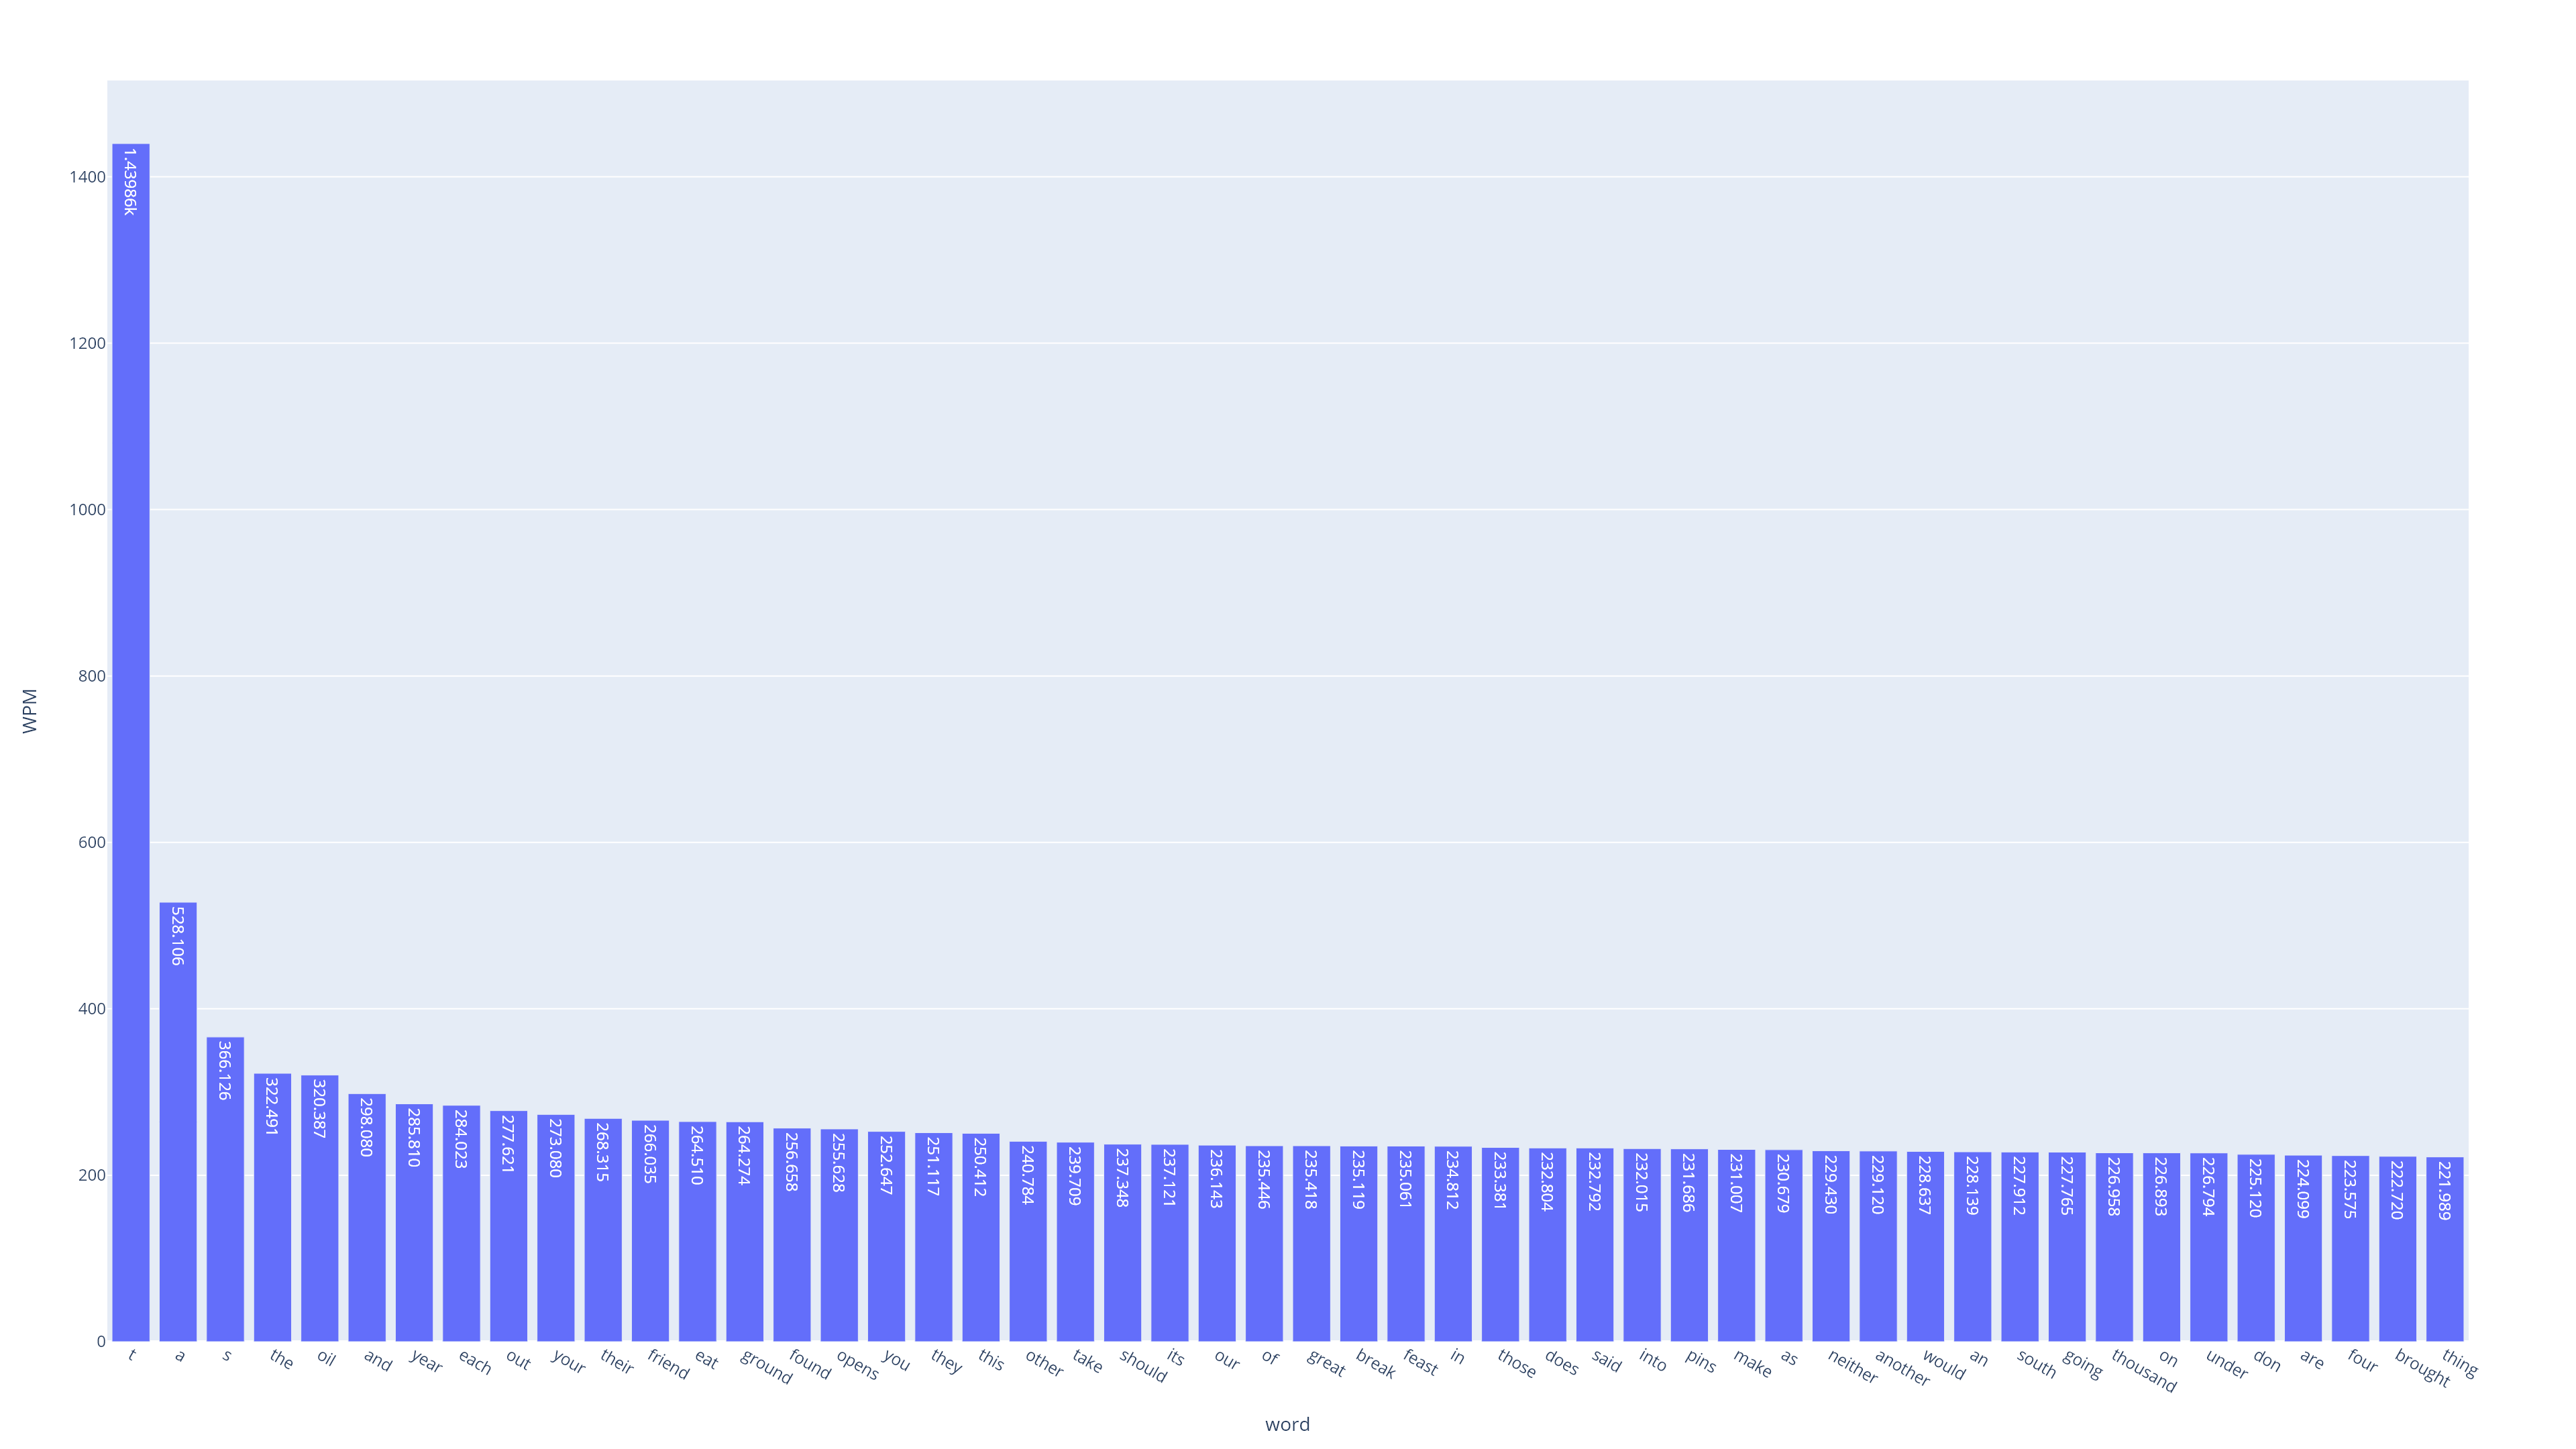 1400
1200
1000
800
600
400
200
0
WPM
1.43986k
528.106
366.126
322.491
320.387
298.080
285.810
284.023
277.621
273.080
268.315
266.035
264.510
264.274
256.658
255.628
252.647
251.117
250.412
240.784
239.709
237.348
237.121
236.143
235.446
235.418
235.119
235.061
234.812
233.381
232.804
232.792
232.015
231.686
231.007
230.679
229.430
229.120
228.637
228.139
227.912
227.765
226.958
226.893
226.794
225.120
224.099
223.575
222.720
221.989
t
a
s
the
oil
and
year
each
out
your
their
friend
eat
ground
found
opens
you
they
this
other
take
should
its
our
of
great
break
feast
in
those
does
said
into
pins
make
as
neither
another
would
an
south
going
thousand
on
under
don
are
four
brought
thing
word